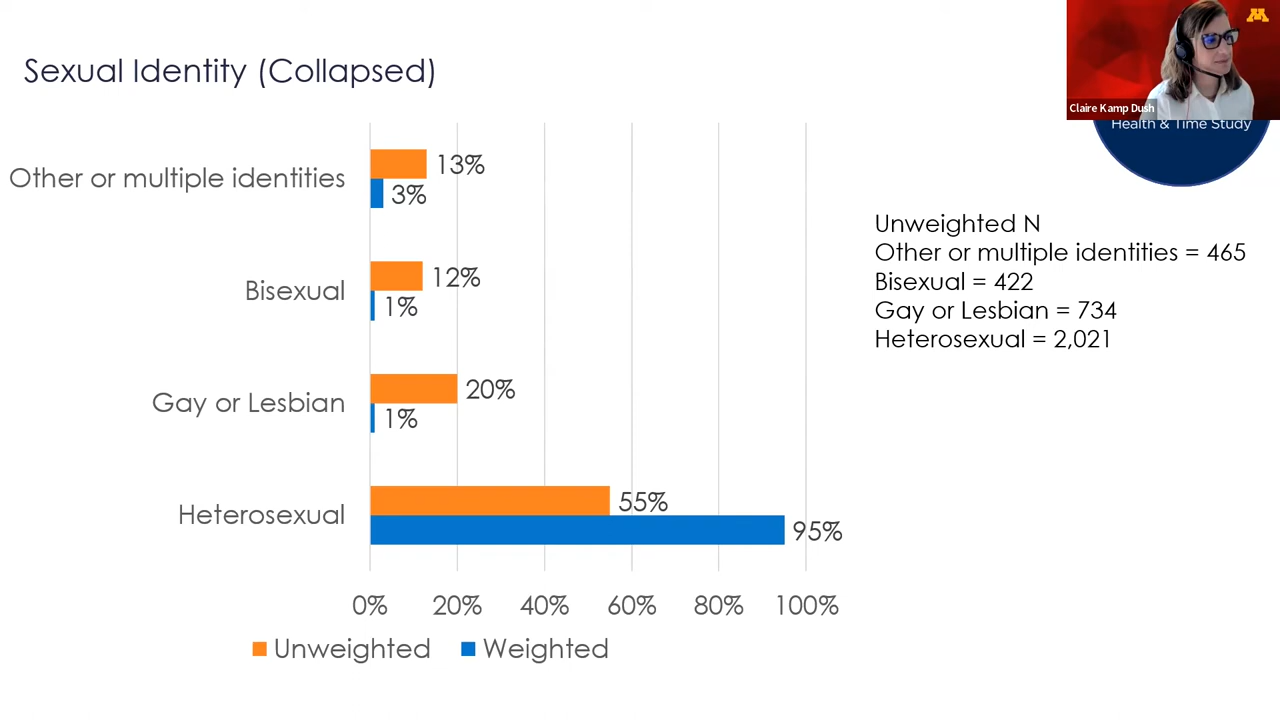 Sexual Identity (Collapsed)
Claire Kamp Dush
Health & Time Study
Other or multiple identities
13%
3%
Bisexual
12%
1%
Gay or Lesbian
20%
1%
Heterosexual
55%
95%
0% 20% 40% 60% 80% 100%
Unweighted Weighted
Unweighted N
Other or multiple identities = 465
Bisexual = 422
Gay or Lesbian = 734
Heterosexual = 2,021